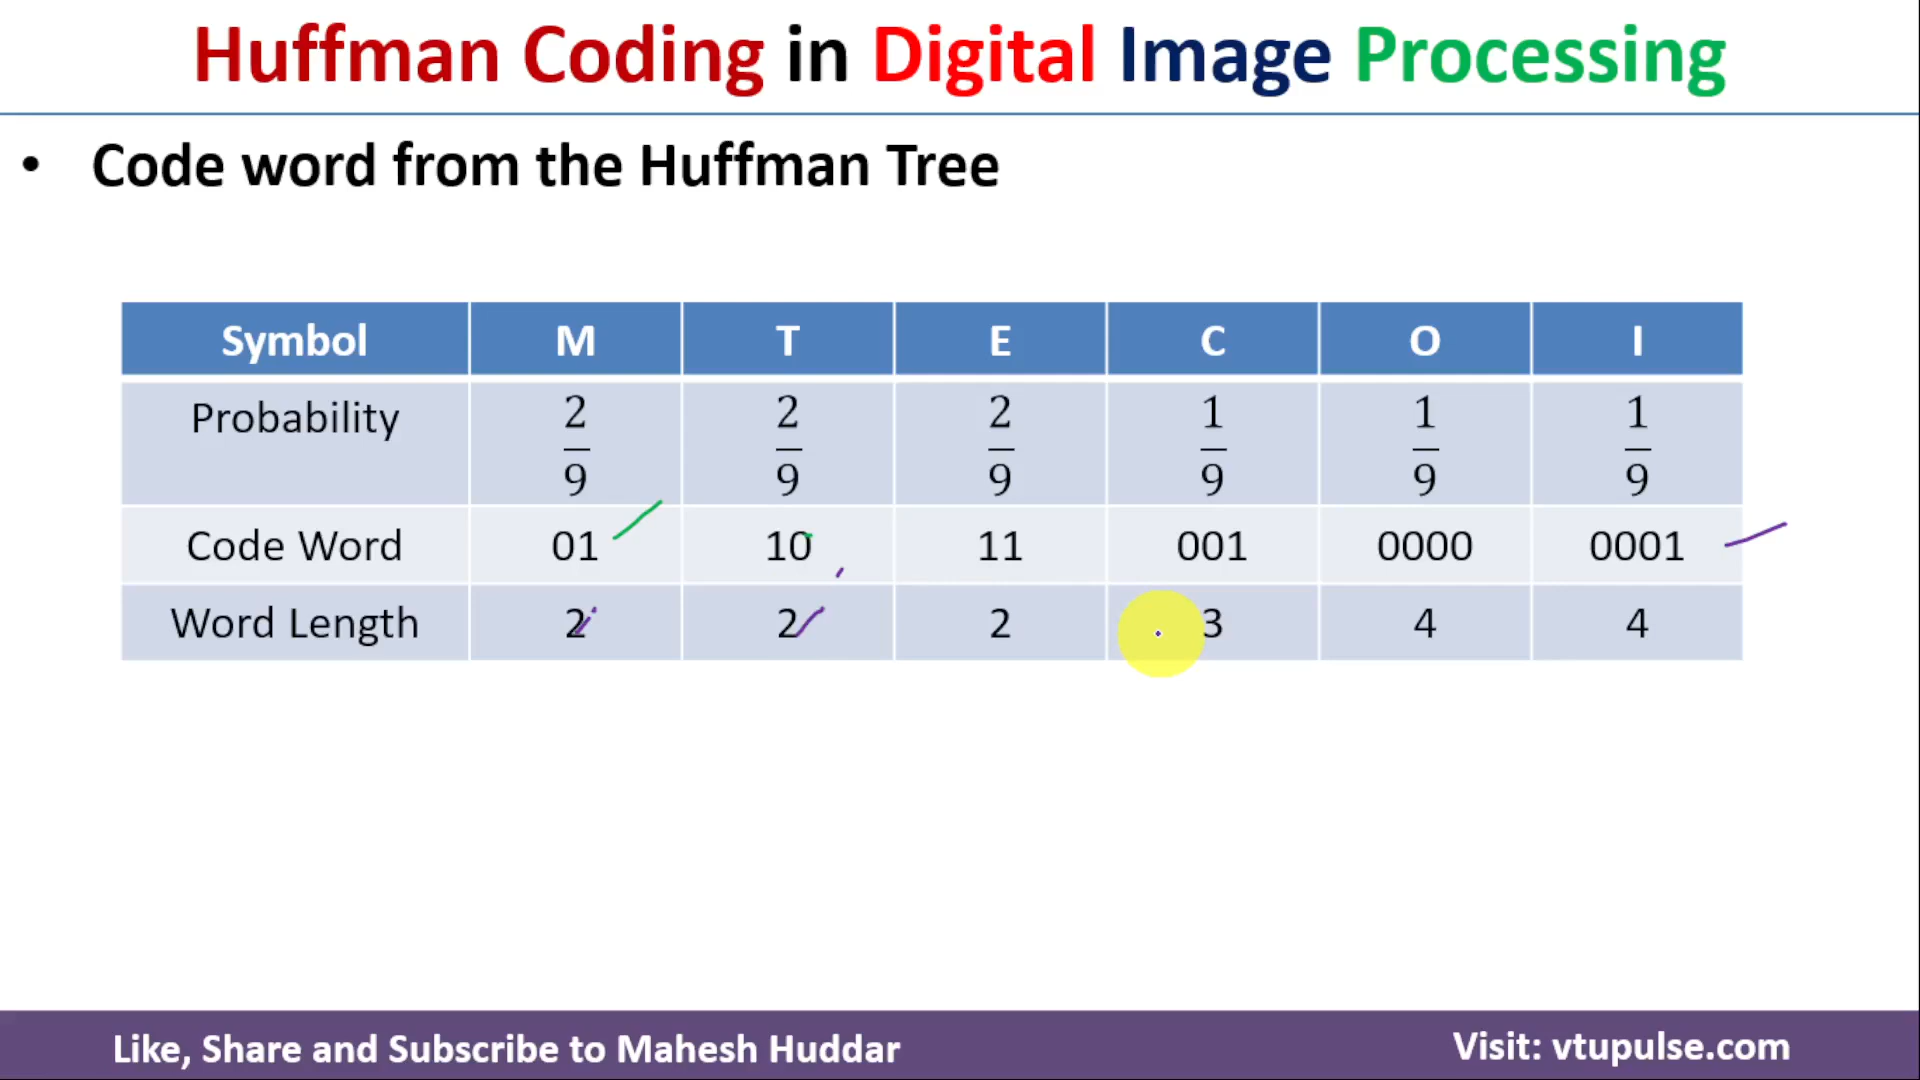 Huffman Coding in Digital Image Processing
• Code word from the Huffman Tree
Symbol M T E C O I
Probability 2/9 2/9 2/9 1/9 1/9 1/9
Code Word 01 10 11 001 0000 0001
Word Length 2 2 2 3 4 4
Like, Share and Subscribe to Mahesh Huddar
Visit: vtupulse.com